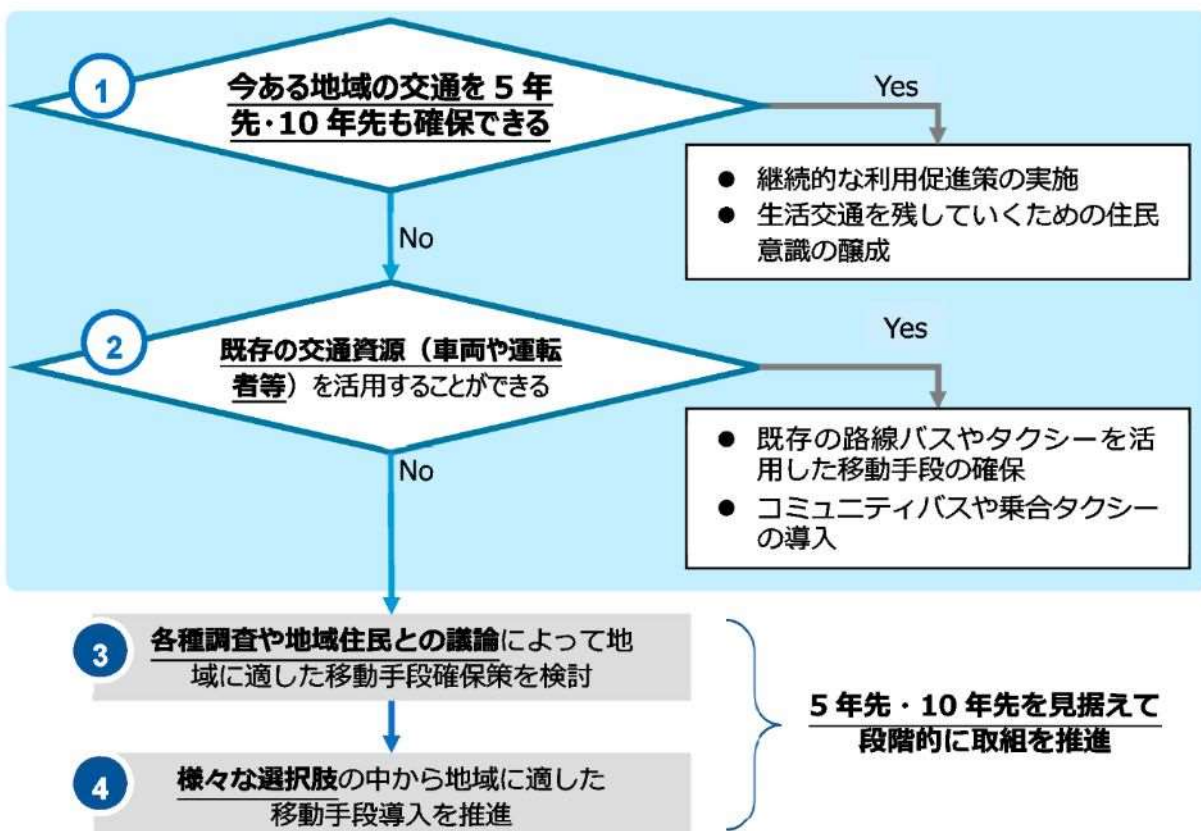 1
今ある地域の交通を 5 年
先・10 年先も確保できる
Yes
● 継続的な利用促進策の実施
● 生活交通を残していくための住民
意識の醸成
No
2
既存の交通資源（車両や運転
者等）を活用することができる
Yes
● 既存の路線バスやタクシーを活
用した移動手段の確保
● コミュニティバスや乗合タクシー
の導入
No
3
各種調査や地域住民との議論によって地
域に適した移動手段確保策を検討
4
様々な選択肢の中から地域に適した
移動手段導入を推進
5 年先・10 年先を見据えて
段階的に取組を推進